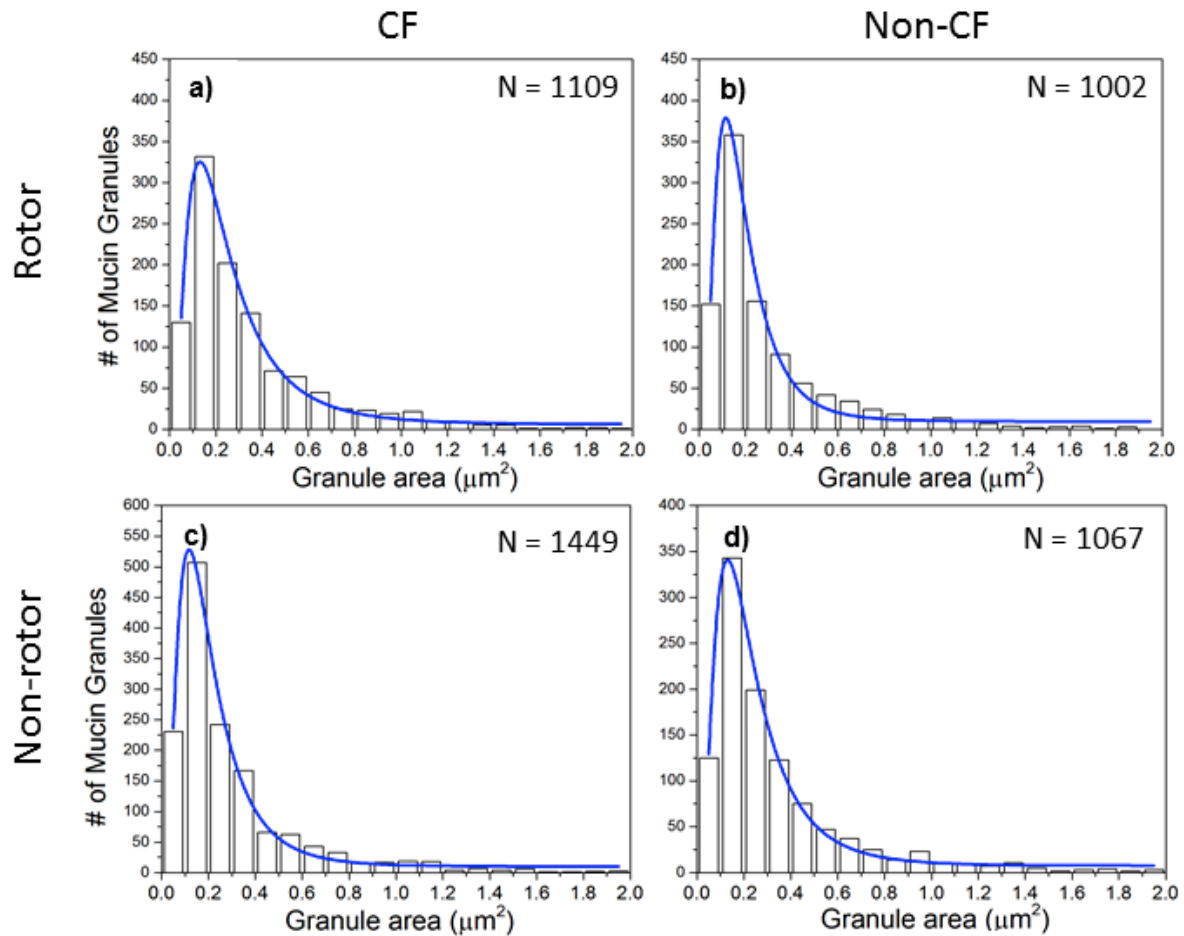 CF
Non-CF
Rotor
Non-rotor
a)
N = 1109
# of Mucin Granules
450
400
350
300
250
200
150
100
50
0
0.0 0.2 0.4 0.6 0.8 1.0 1.2 1.4 1.6 1.8 2.0
Granule area (μm²)
b)
N = 1002
450
400
350
300
250
200
150
100
50
0
0.0 0.2 0.4 0.6 0.8 1.0 1.2 1.4 1.6 1.8 2.0
Granule area (μm²)
c)
N = 1449
# of Mucin Granules
600
550
500
450
400
350
300
250
200
150
100
50
0
0.0 0.2 0.4 0.6 0.8 1.0 1.2 1.4 1.6 1.8 2.0
Granule area (μm²)
d)
N = 1067
400
350
300
250
200
150
100
50
0
0.0 0.2 0.4 0.6 0.8 1.0 1.2 1.4 1.6 1.8 2.0
Granule area (μm²)